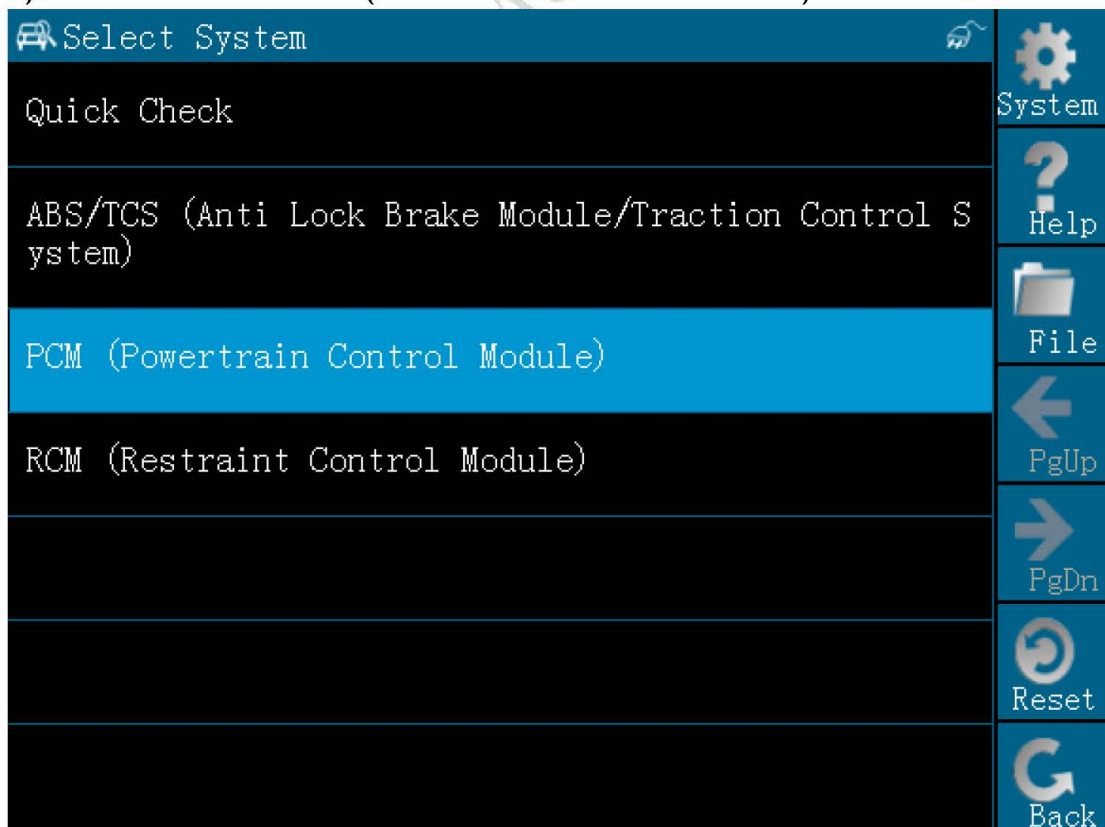 Select System
Quick Check
ABS/TCS (Anti Lock Brake Module/Traction Control S
ystem)
PCM (Powertrain Control Module)
RCM (Restraint Control Module)
System
Help
File
PgUp
PgDn
Reset
Back